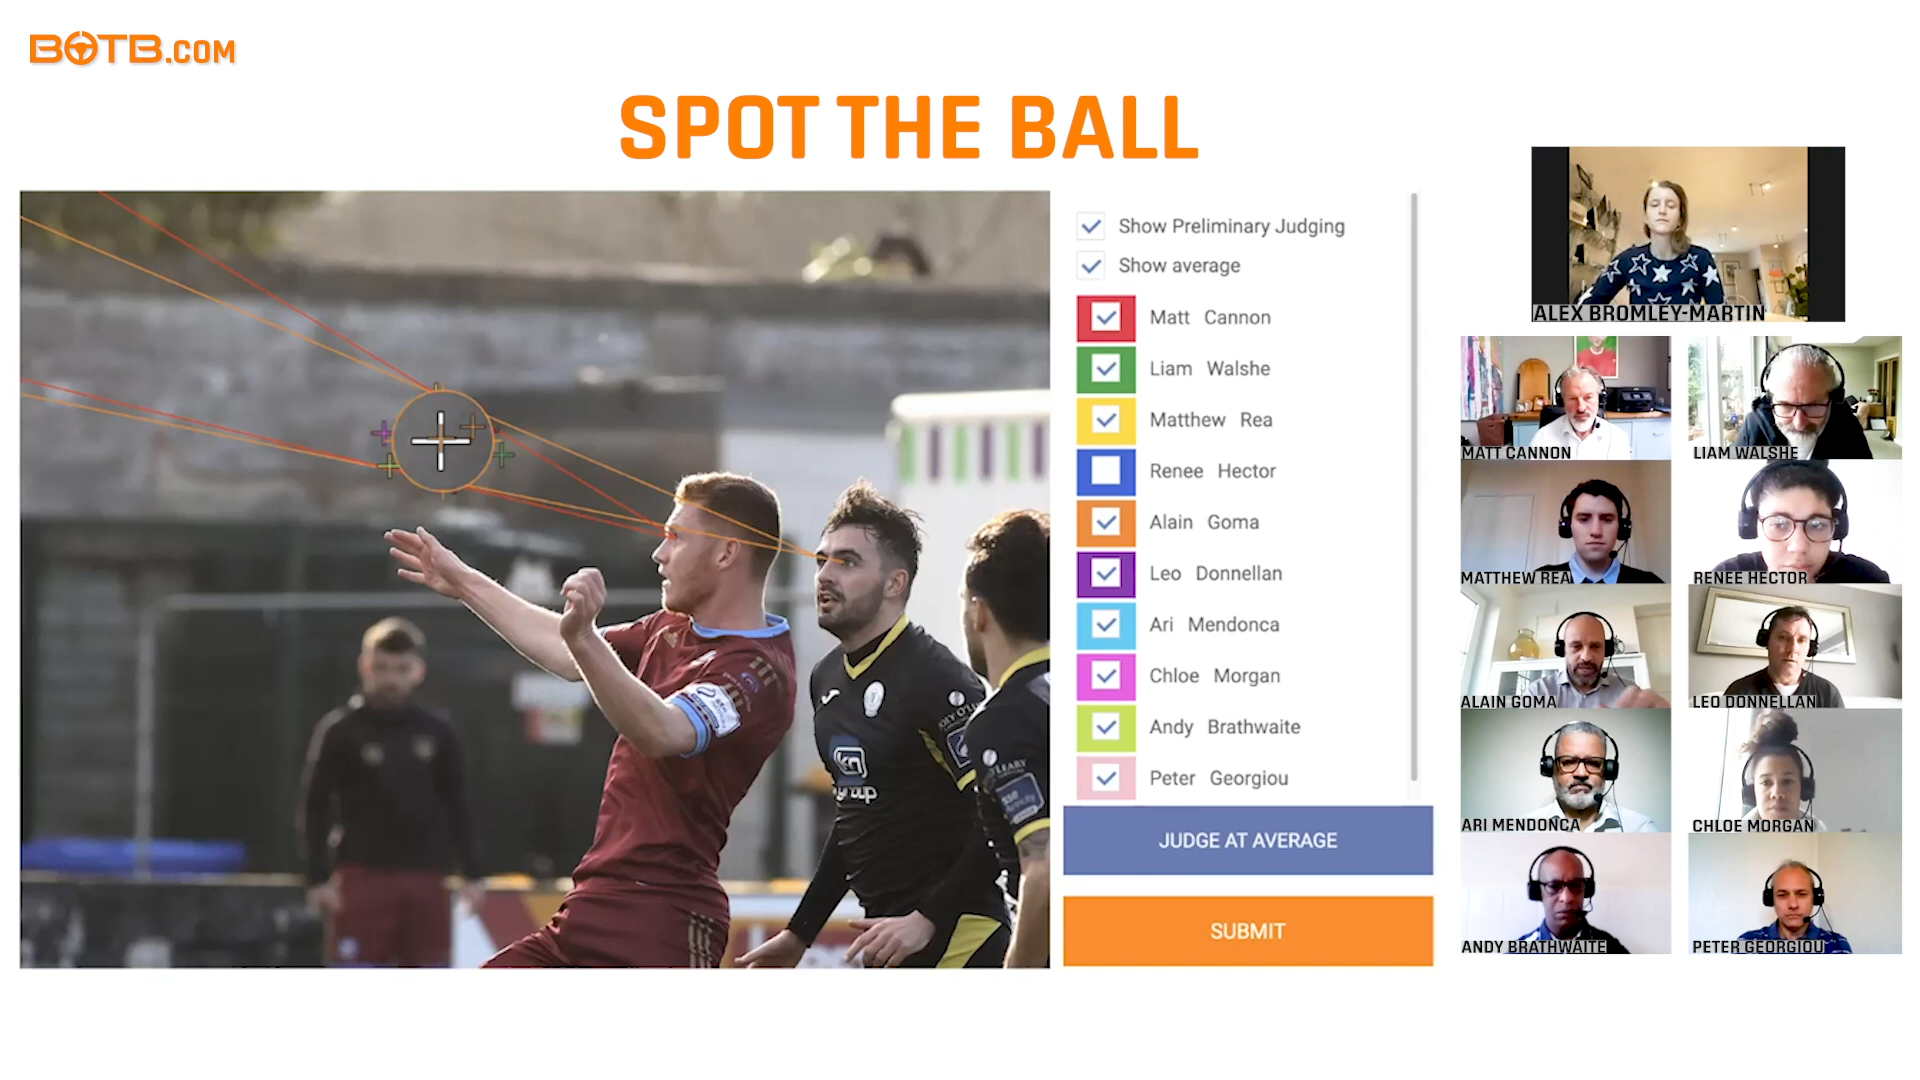 BOTB.COM
SPOT THE BALL
Show Preliminary Judging
Show average
Matt Cannon
Liam Walshe
Matthew Rea
Renee Hector
Alain Goma
Leo Donnellan
Ari Mendonca
Chloe Morgan
Andy Brathwaite
Peter Georgiou
JUDGE AT AVERAGE
SUBMIT
ALEX BROMLEY-MARTIN
MATT CANNON
LIAM WALSHE
MATTHEW REA
RENEE HECTOR
ALAIN GOMA
LEO DONNELLAN
ARI MENDONCA
CHLOE MORGAN
ANDY BRATHWAITE
PETER GEORGIOU